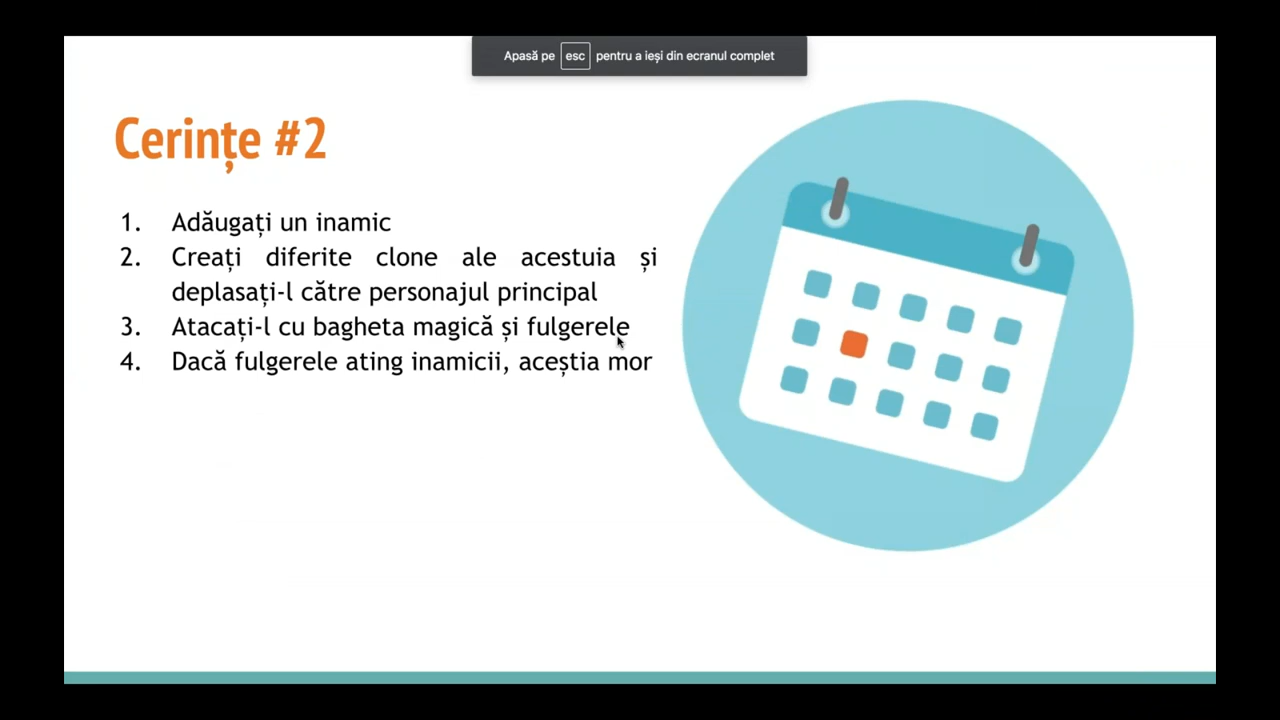 Apasă pe esc pentru a ieși din ecranul complet
Cerințe #2
1. Adăugați un inamic
2. Creați diferite clone ale acestuia și
deplasați-l către personajul principal
3. Atacați-l cu bagheta magică și fulgerele
4. Dacă fulgerele ating inamicii, aceștia mor